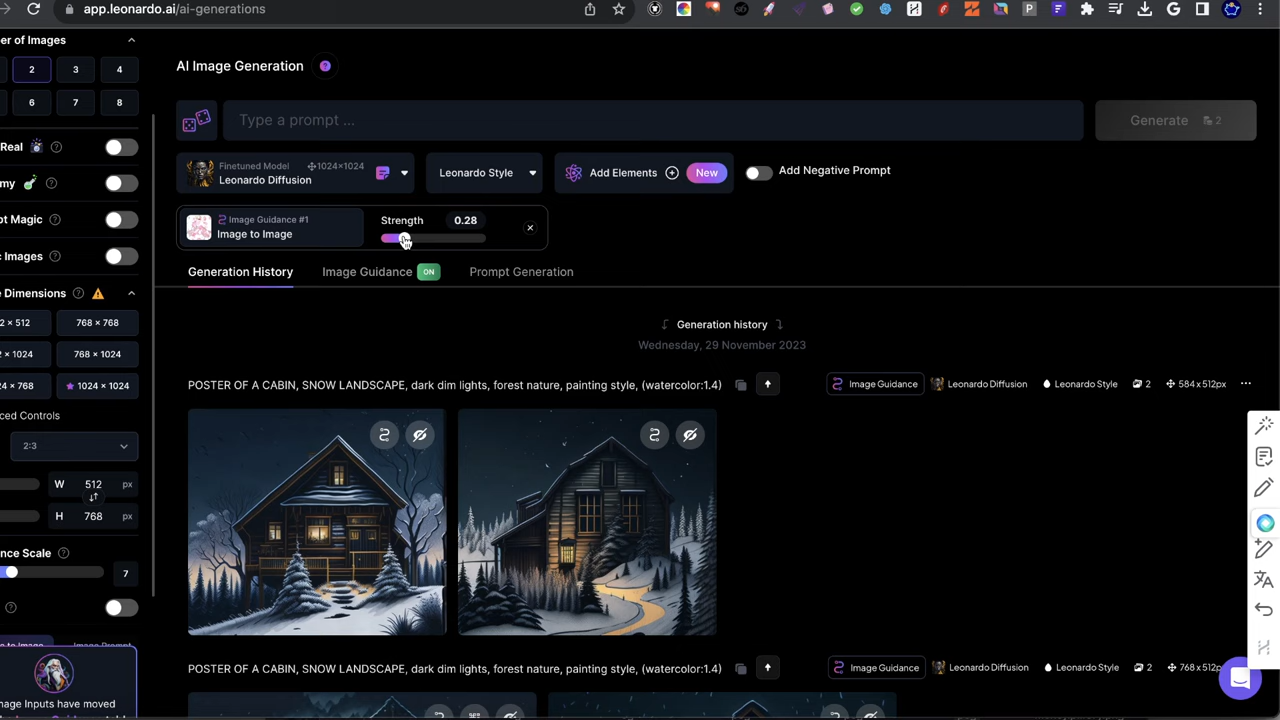 app.leonardo.ai/ai-generations
er of Images
2
3
4
6
7
8
Real
my
pt Magic
c Images
e Dimensions
2 × 512
768 × 768
2 × 1024
768 × 1024
24 × 768
1024 × 1024
ced Controls
2:3
W 512 px
H 768 px
nce Scale
7
e to Image
Image Prompt
mage Inputs have moved
AI Image Generation
Type a prompt ...
Generate 2
Finetuned Model 1024×1024
Leonardo Diffusion
Leonardo Style
Add Elements
New
Add Negative Prompt
Image Guidance #1
Image to Image
Strength 0.28
Generation History
Image Guidance ON
Prompt Generation
Generation history
Wednesday, 29 November 2023
POSTER OF A CABIN, SNOW LANDSCAPE, dark dim lights, forest nature, painting style, (watercolor:1.4)
Image Guidance
Leonardo Diffusion
Leonardo Style
2
584x512px
POSTER OF A CABIN, SNOW LANDSCAPE, dark dim lights, forest nature, painting style, (watercolor:1.4)
Image Guidance
Leonardo Diffusion
Leonardo Style
2